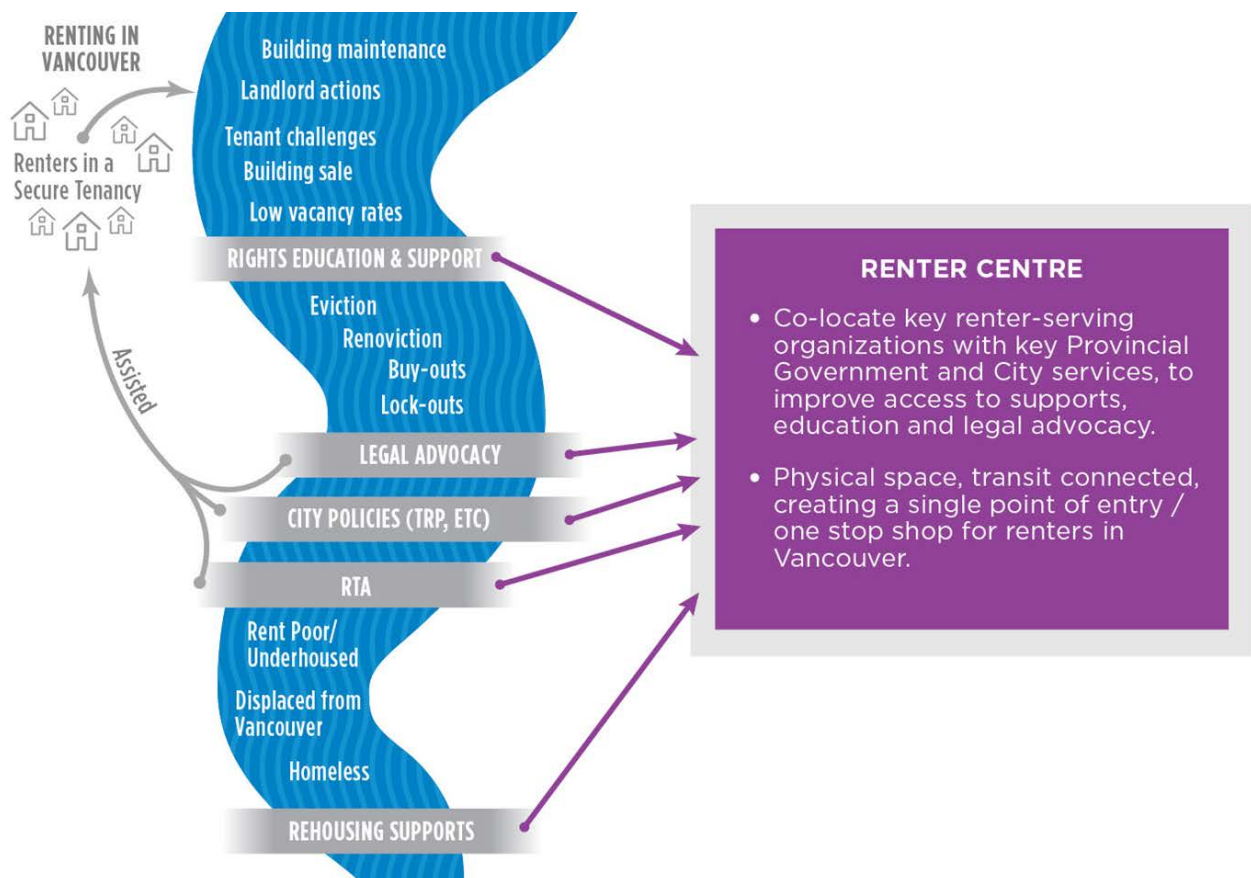 RENTING IN
VANCOUVER
Renters in a
Secure Tenancy
Assisted
Building maintenance
Landlord actions
Tenant challenges
Building sale
Low vacancy rates
RIGHTS EDUCATION & SUPPORT
Eviction
Renoviction
Buy-outs
Lock-outs
LEGAL ADVOCACY
CITY POLICIES (TRP, ETC)
RTA
Rent Poor/
Underhoused
Displaced from
Vancouver
Homeless
REHOUSING SUPPORTS
RENTER CENTRE
• Co-locate key renter-serving
organizations with key Provincial
Government and City services, to
improve access to supports,
education and legal advocacy.
• Physical space, transit connected,
creating a single point of entry /
one stop shop for renters in
Vancouver.